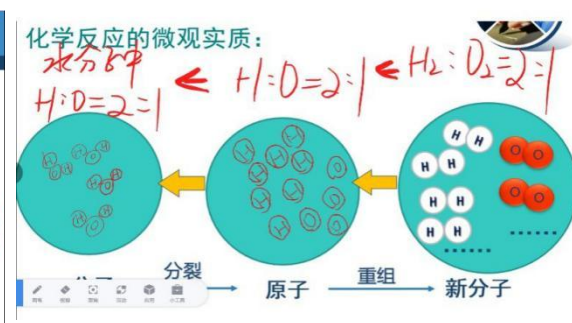 化学反应的微观实质：
水分子中 H:O=2:1 ← H:O=2:1 ← H₂:O₂=2:1
H O H H O H H O H H O H
H H H H H H H H O O O O
H H H H H H H H O O O O
......
......
分裂 重组
原子 新分子